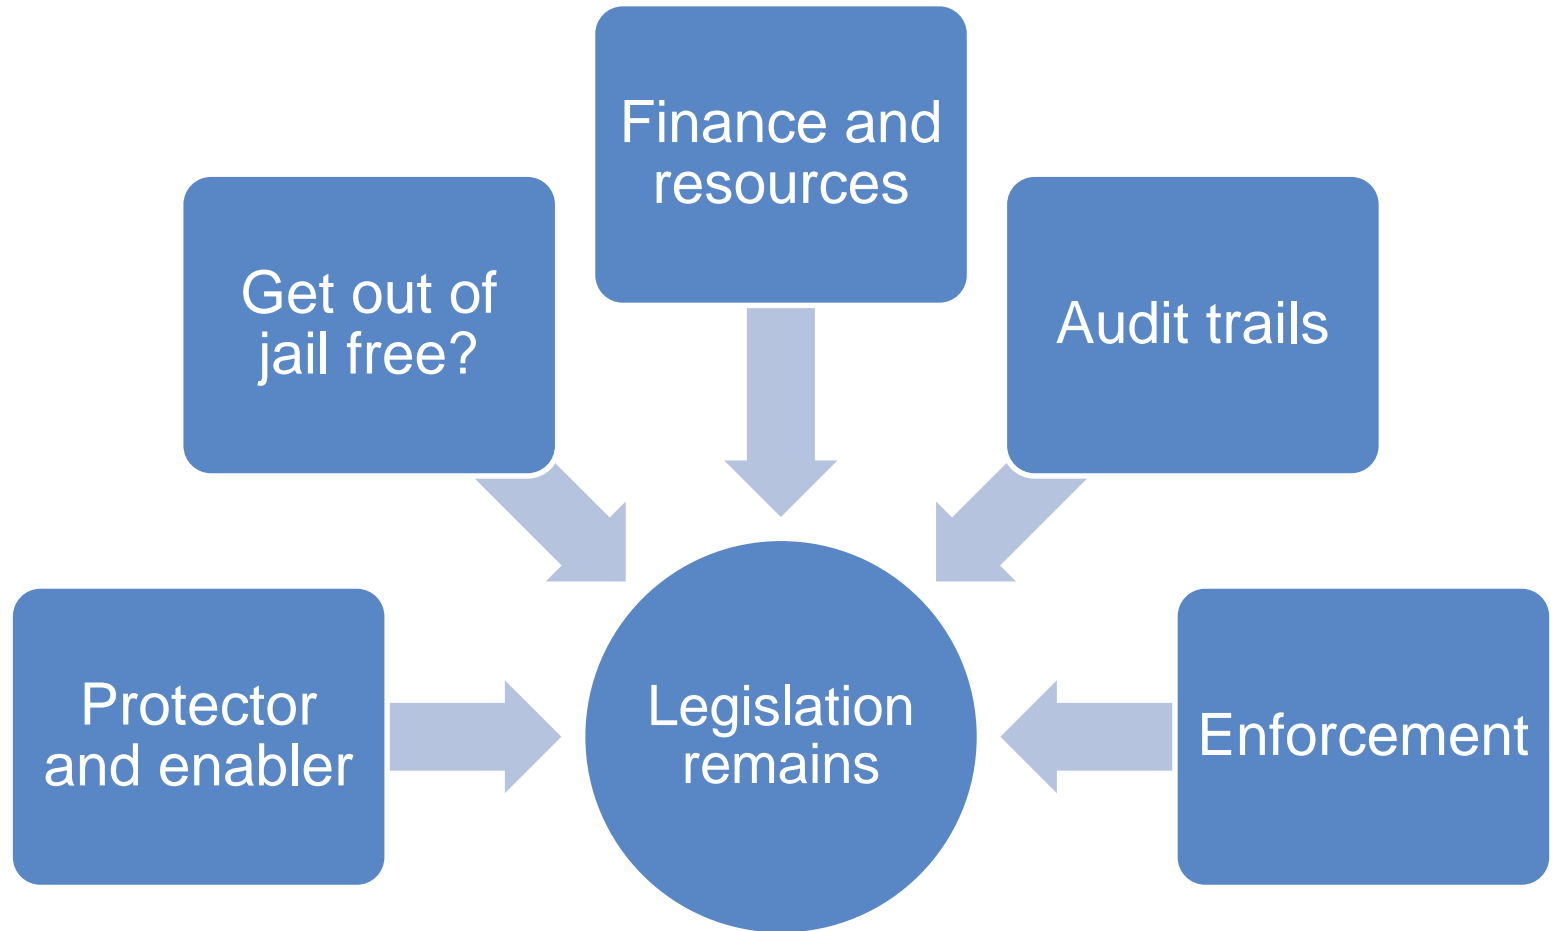 Finance and
resources
Get out of
jail free?
Audit trails
Protector
and enabler
Legislation
remains
Enforcement